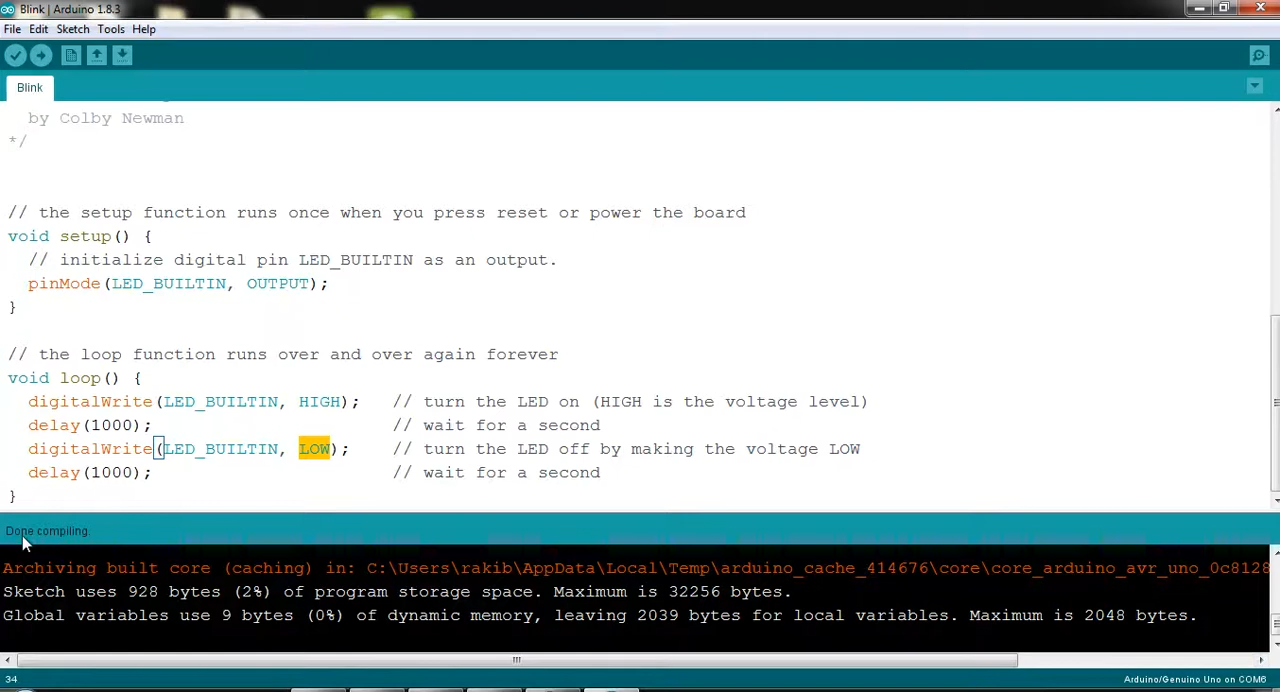 Blink | Arduino 1.8.3
File Edit Sketch Tools Help
Blink
by Colby Newman
*/
// the setup function runs once when you press reset or power the board
void setup() {
// initialize digital pin LED_BUILTIN as an output.
pinMode(LED_BUILTIN, OUTPUT);
}
// the loop function runs over and over again forever
void loop() {
digitalWrite(LED_BUILTIN, HIGH);   // turn the LED on (HIGH is the voltage level)
delay(1000);                       // wait for a second
digitalWrite(LED_BUILTIN, LOW);    // turn the LED off by making the voltage LOW
delay(1000);                       // wait for a second
}
Done compiling.
Archiving built core (caching) in: C:\Users\rakib\AppData\Local\Temp\arduino_cache_414676\core\core_arduino_avr_uno_0c8128
Sketch uses 928 bytes (2%) of program storage space. Maximum is 32256 bytes.
Global variables use 9 bytes (0%) of dynamic memory, leaving 2039 bytes for local variables. Maximum is 2048 bytes.
34 Arduino/Genuino Uno on COM6